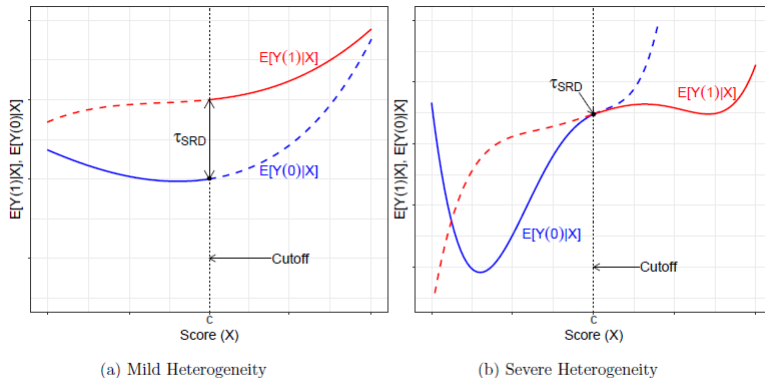 E[Y(1)|X], E[Y(0)|X]
E[Y(1)|X]
τSRD
E[Y(0)|X]
Cutoff
c
Score (X)
(a) Mild Heterogeneity
E[Y(1)|X], E[Y(0)|X]
τSRD
E[Y(1)|X]
E[Y(0)|X]
Cutoff
c
Score (X)
(b) Severe Heterogeneity